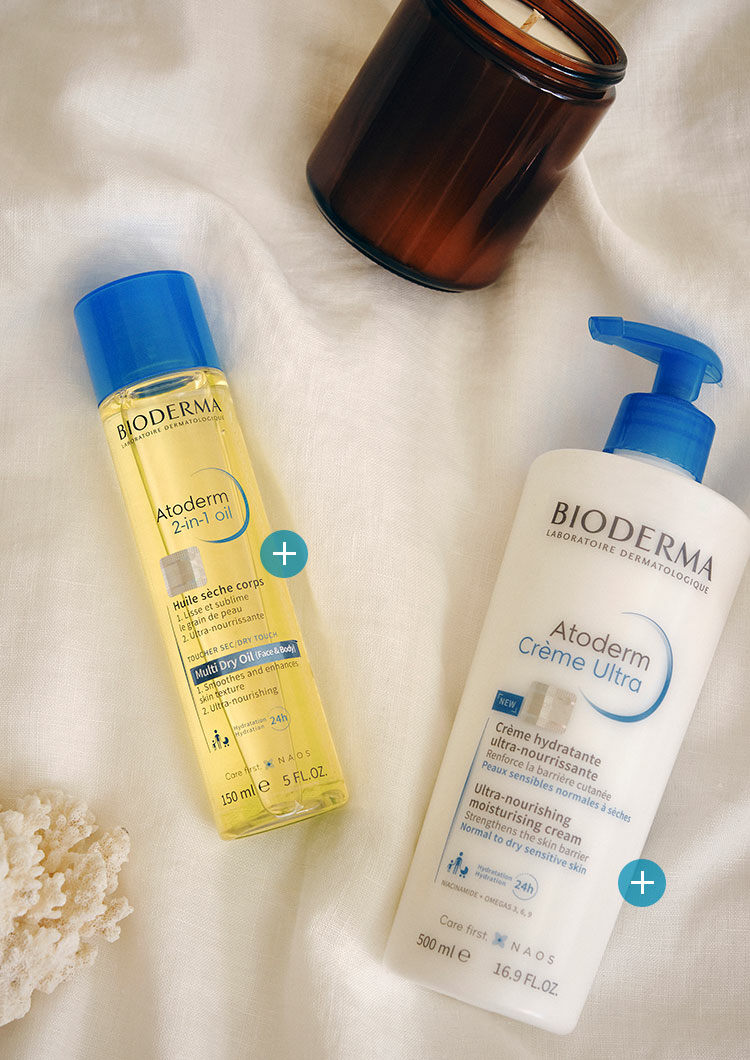 BIODERMA
LABORATOIRE DERMATOLOGIQUE
Atoderm
2-in-1 oil
Huile sèche corps
1. Lisse et sublime
le grain de peau
2. Ultra-nourrissante
TOUCHER SEC/DRY TOUCH
Multi Dry Oil (Face & Body)
1. Smoothes and enhances
skin texture
2. Ultra-nourishing
Hydratation
Hydration
24h
Care first. NAOS
150 ml e 5 FL.OZ.
BIODERMA
LABORATOIRE DERMATOLOGIQUE
Atoderm
Crème Ultra
NEW
Crème hydratante
ultra-nourrissante
Renforce la barrière cutanée
Peaux sensibles normales à sèches
Ultra-nourishing
moisturising cream
Strengthens the skin barrier
Normal to dry sensitive skin
Hydratation
Hydration
24h
NIACINAMIDE + OMEGAS 3, 6, 9
Care first. NAOS
500 ml e 16.9 FL.OZ.